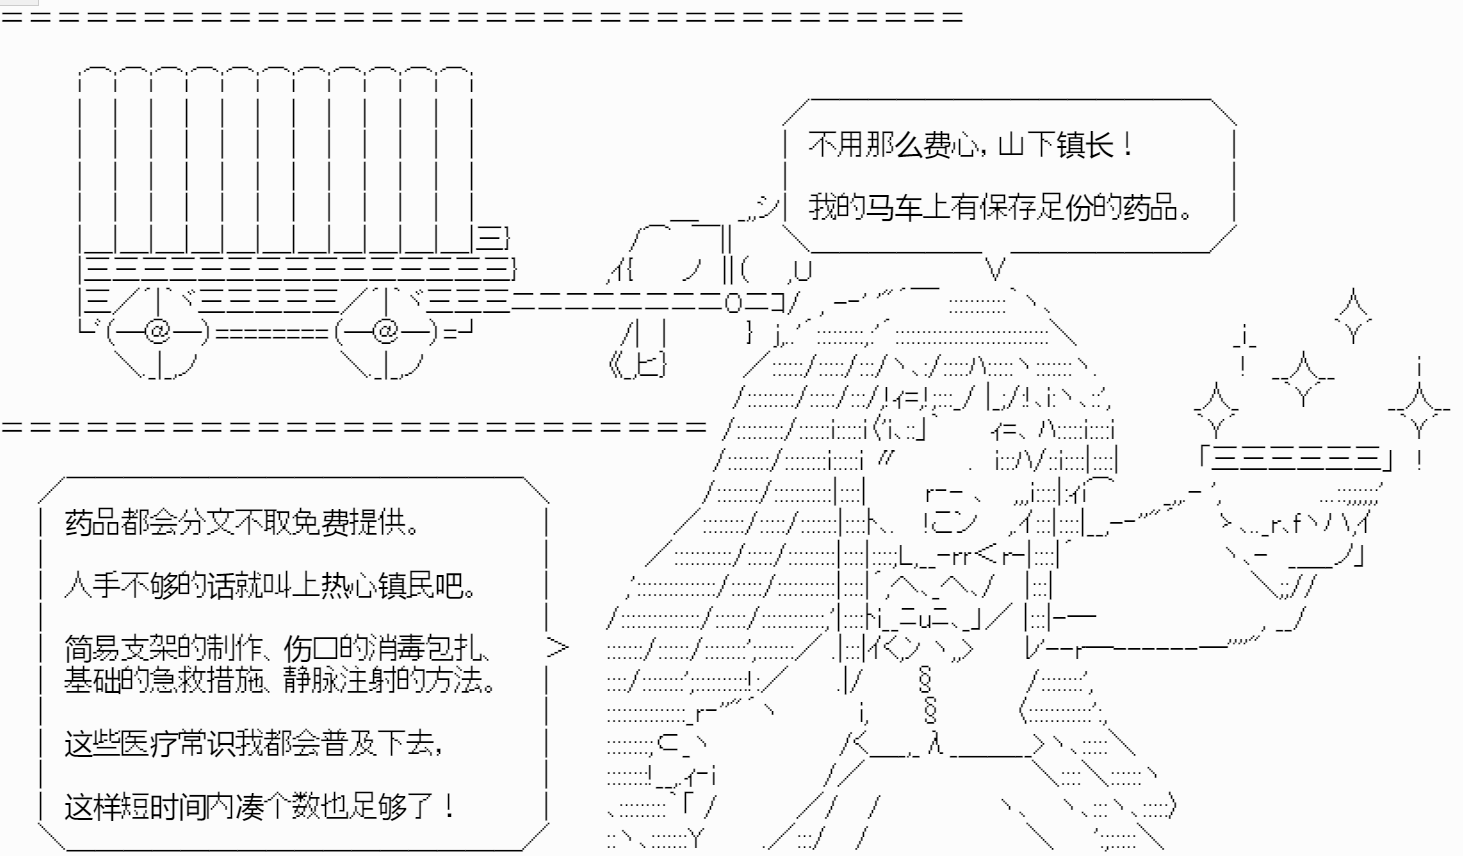 不用那么费心，山下镇长！
我的马车上有保存足份的药品。
药品都会分文不取免费提供。
人手不够的话就叫上热心镇民吧。
简易支架的制作、伤口的消毒包扎、
基础的急救措施、静脉注射的方法。
这些医疗常识我都会普及下去，
这样短时间内凑个数也足够了！